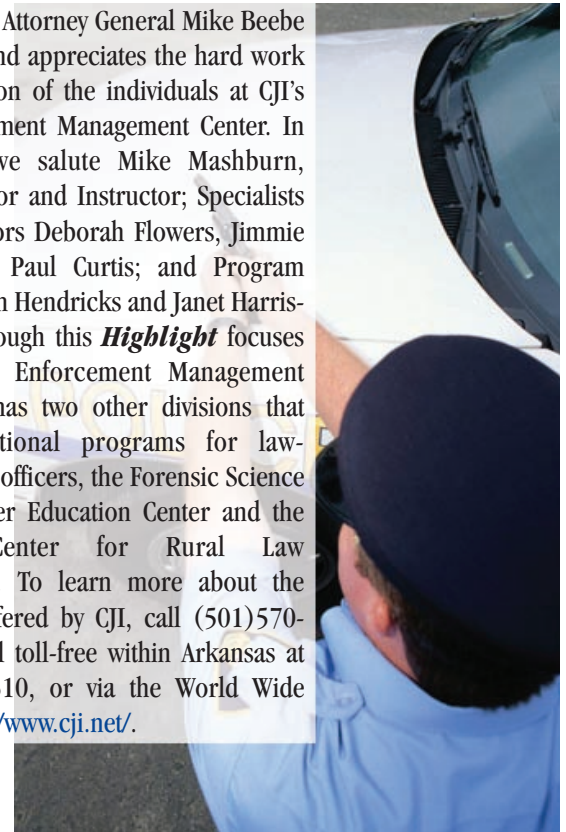 Attorney General Mike Beebe
nd appreciates the hard work
on of the individuals at CJI's
ment Management Center. In
we salute Mike Mashburn,
or and Instructor; Specialists
ors Deborah Flowers, Jimmie
Paul Curtis; and Program
n Hendricks and Janet Harris-
ough this Highlight focuses
Enforcement Management
has two other divisions that
tional programs for law-
officers, the Forensic Science
er Education Center and the
Center for Rural Law
To learn more about the
fered by CJI, call (501)570-
l toll-free within Arkansas at
310, or via the World Wide
/www.cji.net/.
POLICE